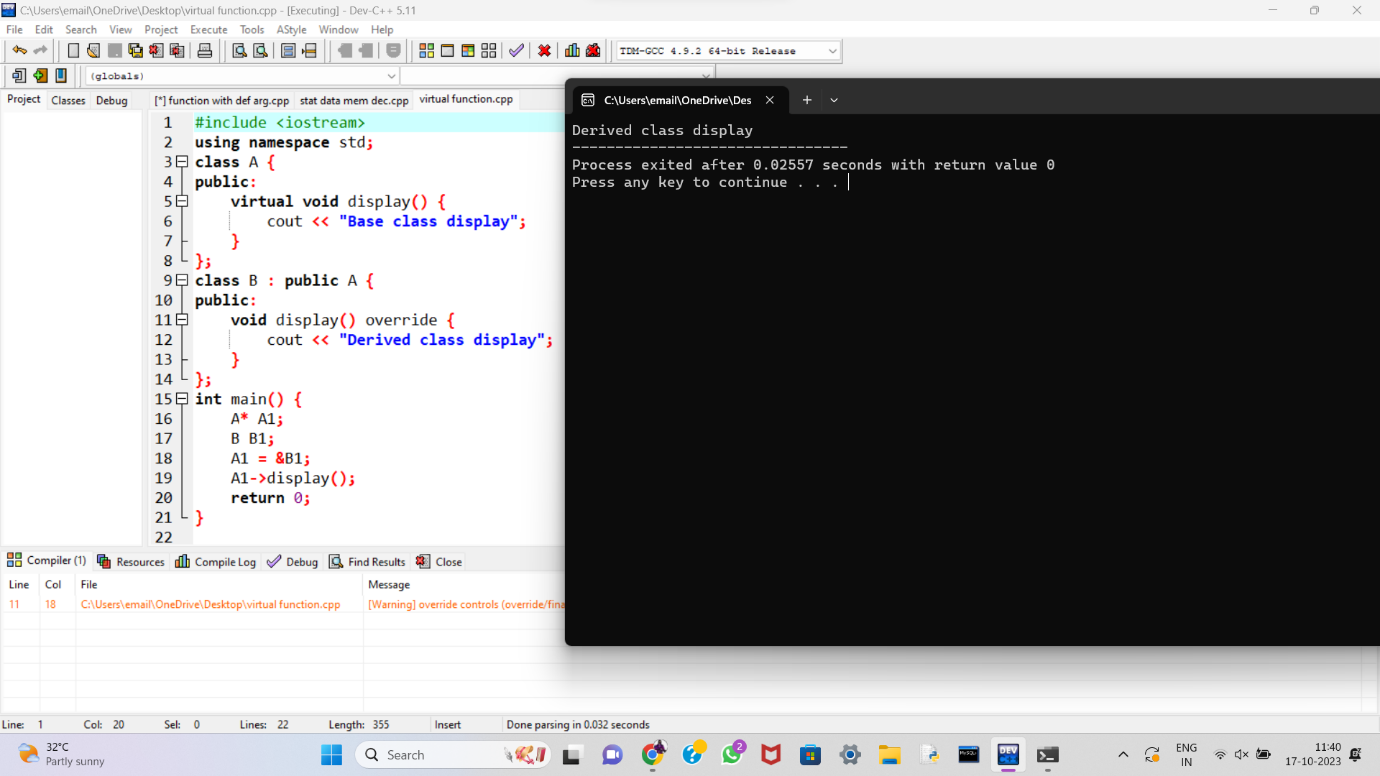 C:\Users\email\OneDrive\Desktop\virtual function.cpp - [Executing] - Dev-C++ 5.11
File Edit Search View Project Execute Tools AStyle Window Help
TDM-GCC 4.9.2 64-bit Release
(globals)
Project Classes Debug
[*] function with def arg.cpp stat data mem dec.cpp virtual function.cpp
1 #include <iostream>
2 using namespace std;
3 class A {
4 public:
5 virtual void display() {
6 cout << "Base class display";
7 }
8 };
9 class B : public A {
10 public:
11 void display() override {
12 cout << "Derived class display";
13 }
14 };
15 int main() {
16 A* A1;
17 B B1;
18 A1 = &B1;
19 A1->display();
20 return 0;
21 }
22
C:\Users\email\OneDrive\Des
Derived class display
--------------------------------
Process exited after 0.02557 seconds with return value 0
Press any key to continue . . .
Compiler (1) Resources Compile Log Debug Find Results Close
Line Col File Message
11 18 C:\Users\email\OneDrive\Desktop\virtual function.cpp [Warning] override controls (override/fina
Line: 1 Col: 20 Sel: 0 Lines: 22 Length: 355 Insert Done parsing in 0.032 seconds
32°C
Partly sunny
Search
2
DEV
ENG
IN
11:40
17-10-2023